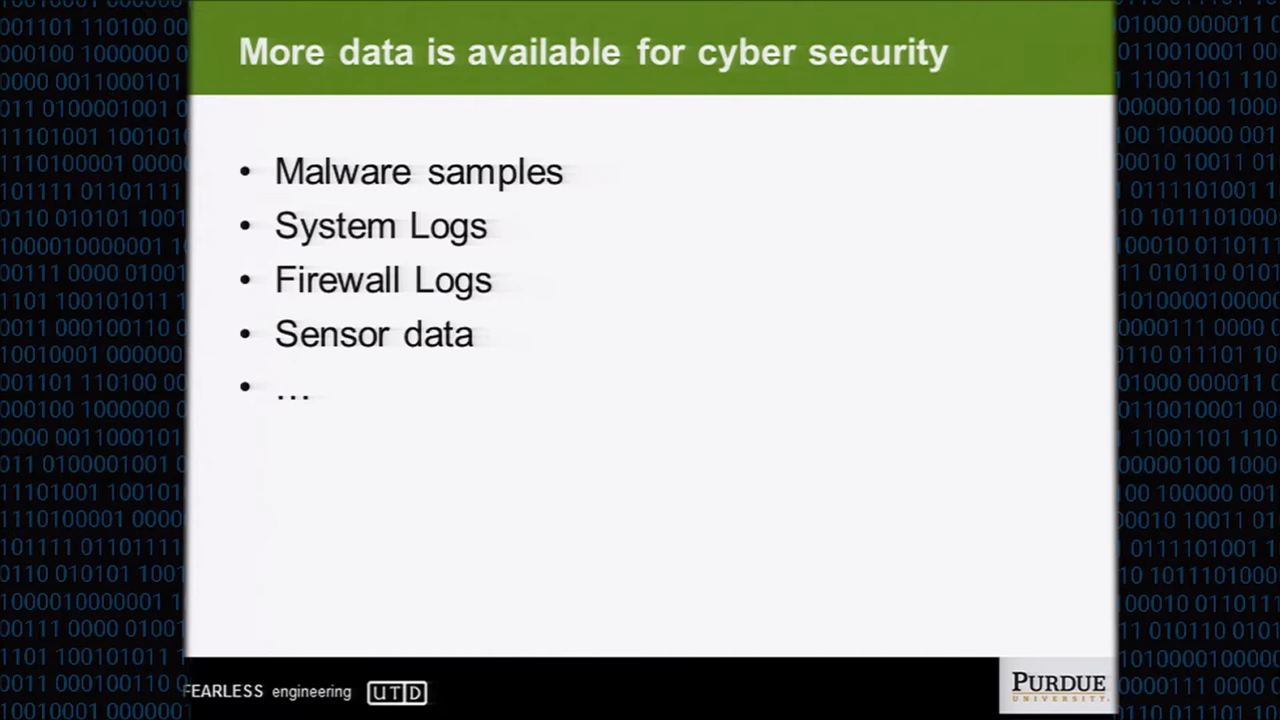 More data is available for cyber security
• Malware samples
• System Logs
• Firewall Logs
• Sensor data
• …
FEARLESS engineering UTD
PURDUE
UNIVERSITY